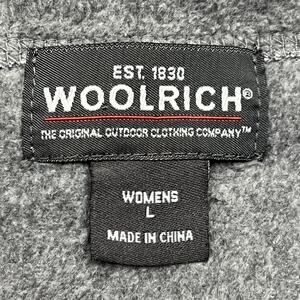 EST. 1830
WOOLRICH®
THE ORIGINAL OUTDOOR CLOTHING COMPANY™
WOMENS
L
MADE IN CHINA